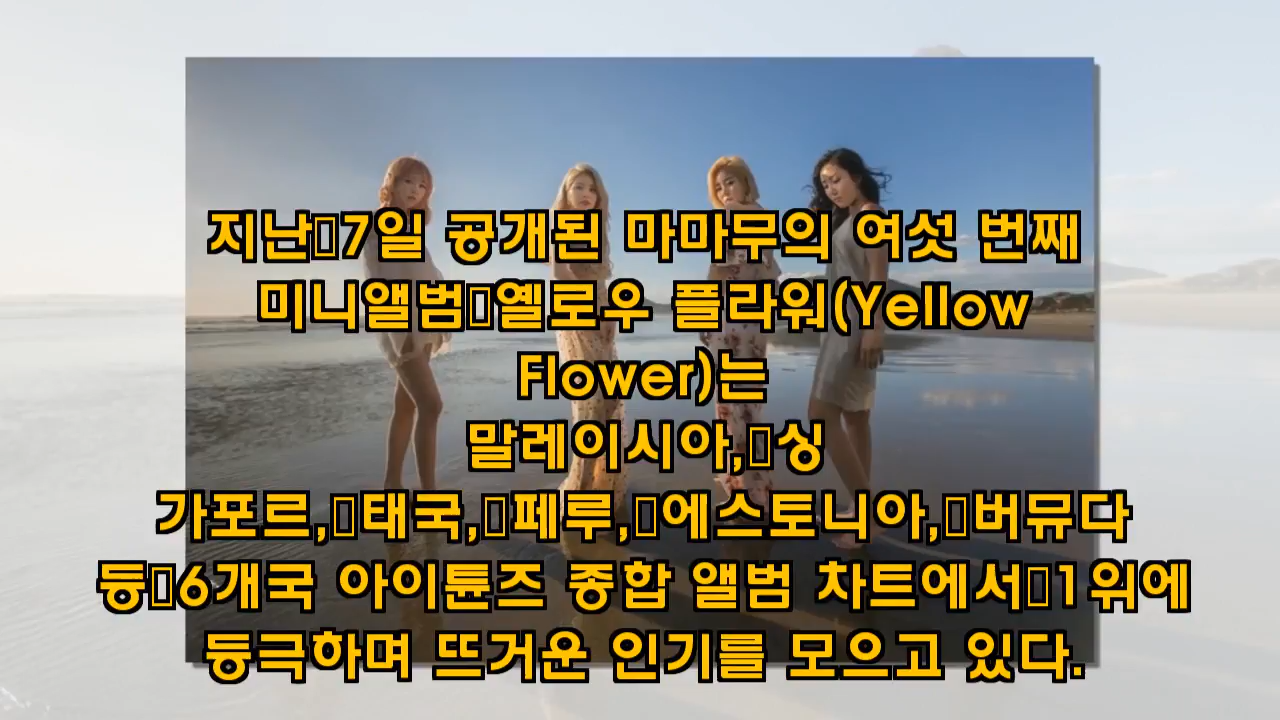 지난 7일 공개된 마마무의 여섯 번째
미니앨범 옐로우 플라워(Yellow
Flower)는
말레이시아, 싱
가포르, 태국, 페루, 에스토니아, 버뮤다
등 6개국 아이튠즈 종합 앨범 차트에서 1위에
등극하며 뜨거운 인기를 모으고 있다.